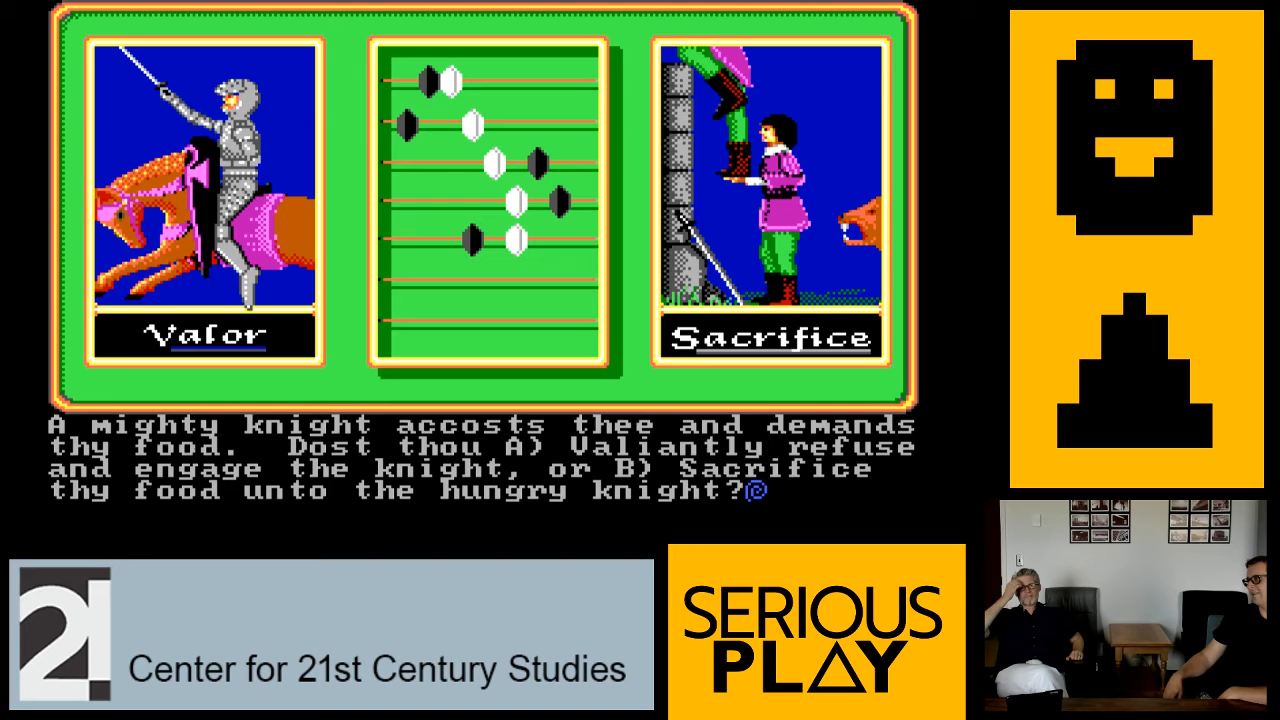 Valor
Sacrifice
A mighty knight accosts thee and demands
thy food. Dost thou A) Valiantly refuse
and engage the knight, or B) Sacrifice
thy food unto the hungry knight?
21
Center for 21st Century Studies
SERIOUS
PLAY